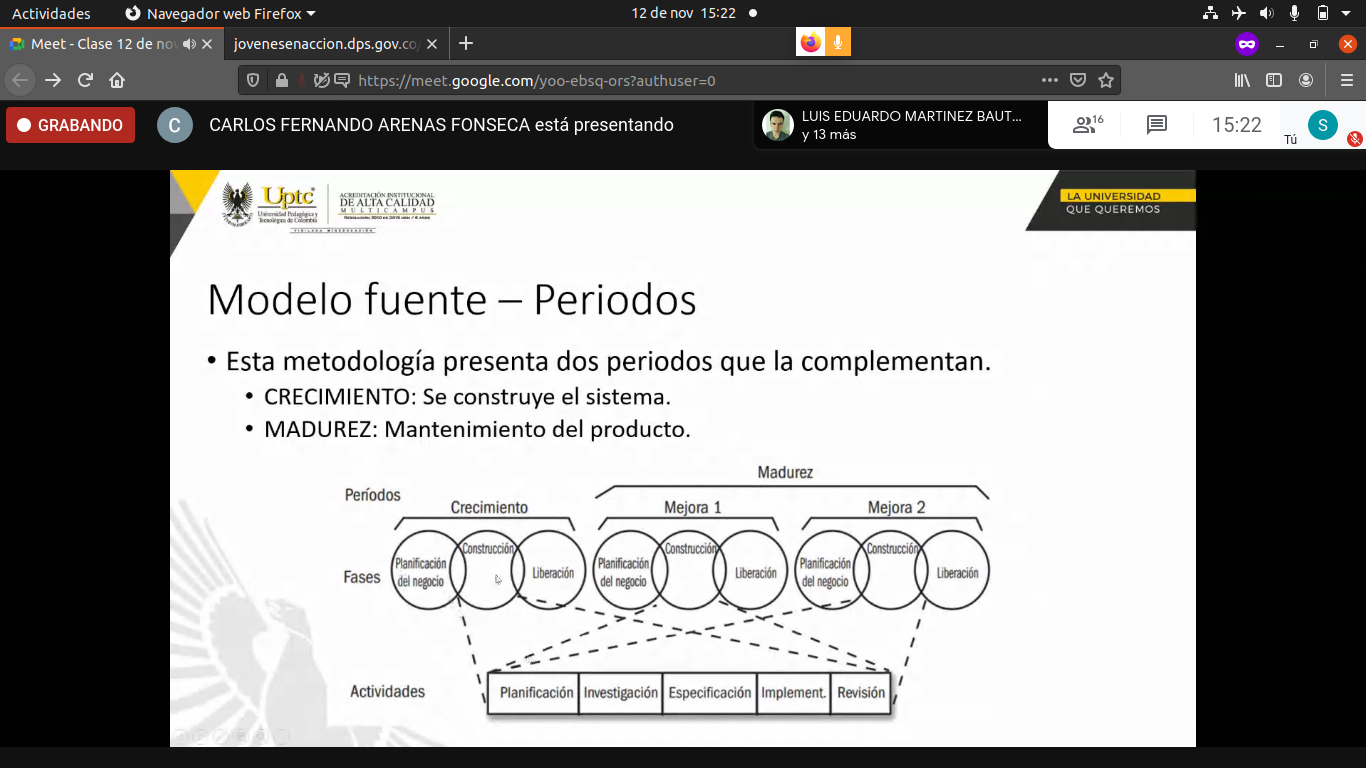 Actividades
Navegador web Firefox
12 de nov 15:22
Meet - Clase 12 de nov
jovenesenaccion.dps.gov.co
https://meet.google.com/yoo-ebsq-ors?authuser=0
GRABANDO
C
CARLOS FERNANDO ARENAS FONSECA está presentando
LUIS EDUARDO MARTINEZ BAUT...
y 13 más
16
15:22
Tú
S
Uptc
Universidad Pedagógica y
Tecnológica de Colombia
ACREDITACIÓN INSTITUCIONAL
DE ALTA CALIDAD
MULTICAMPUS
VIGILADA MINEDUCACIÓN
LA UNIVERSIDAD
QUE QUEREMOS
Modelo fuente – Periodos
• Esta metodología presenta dos periodos que la complementan.
• CRECIMIENTO: Se construye el sistema.
• MADUREZ: Mantenimiento del producto.
Madurez
Períodos
Crecimiento
Mejora 1
Mejora 2
Fases
Planificación
del negocio
Construcción
Liberación
Planificación
del negocio
Construcción
Liberación
Planificación
del negocio
Construcción
Liberación
Actividades
Planificación
Investigación
Especificación
Implement.
Revisión